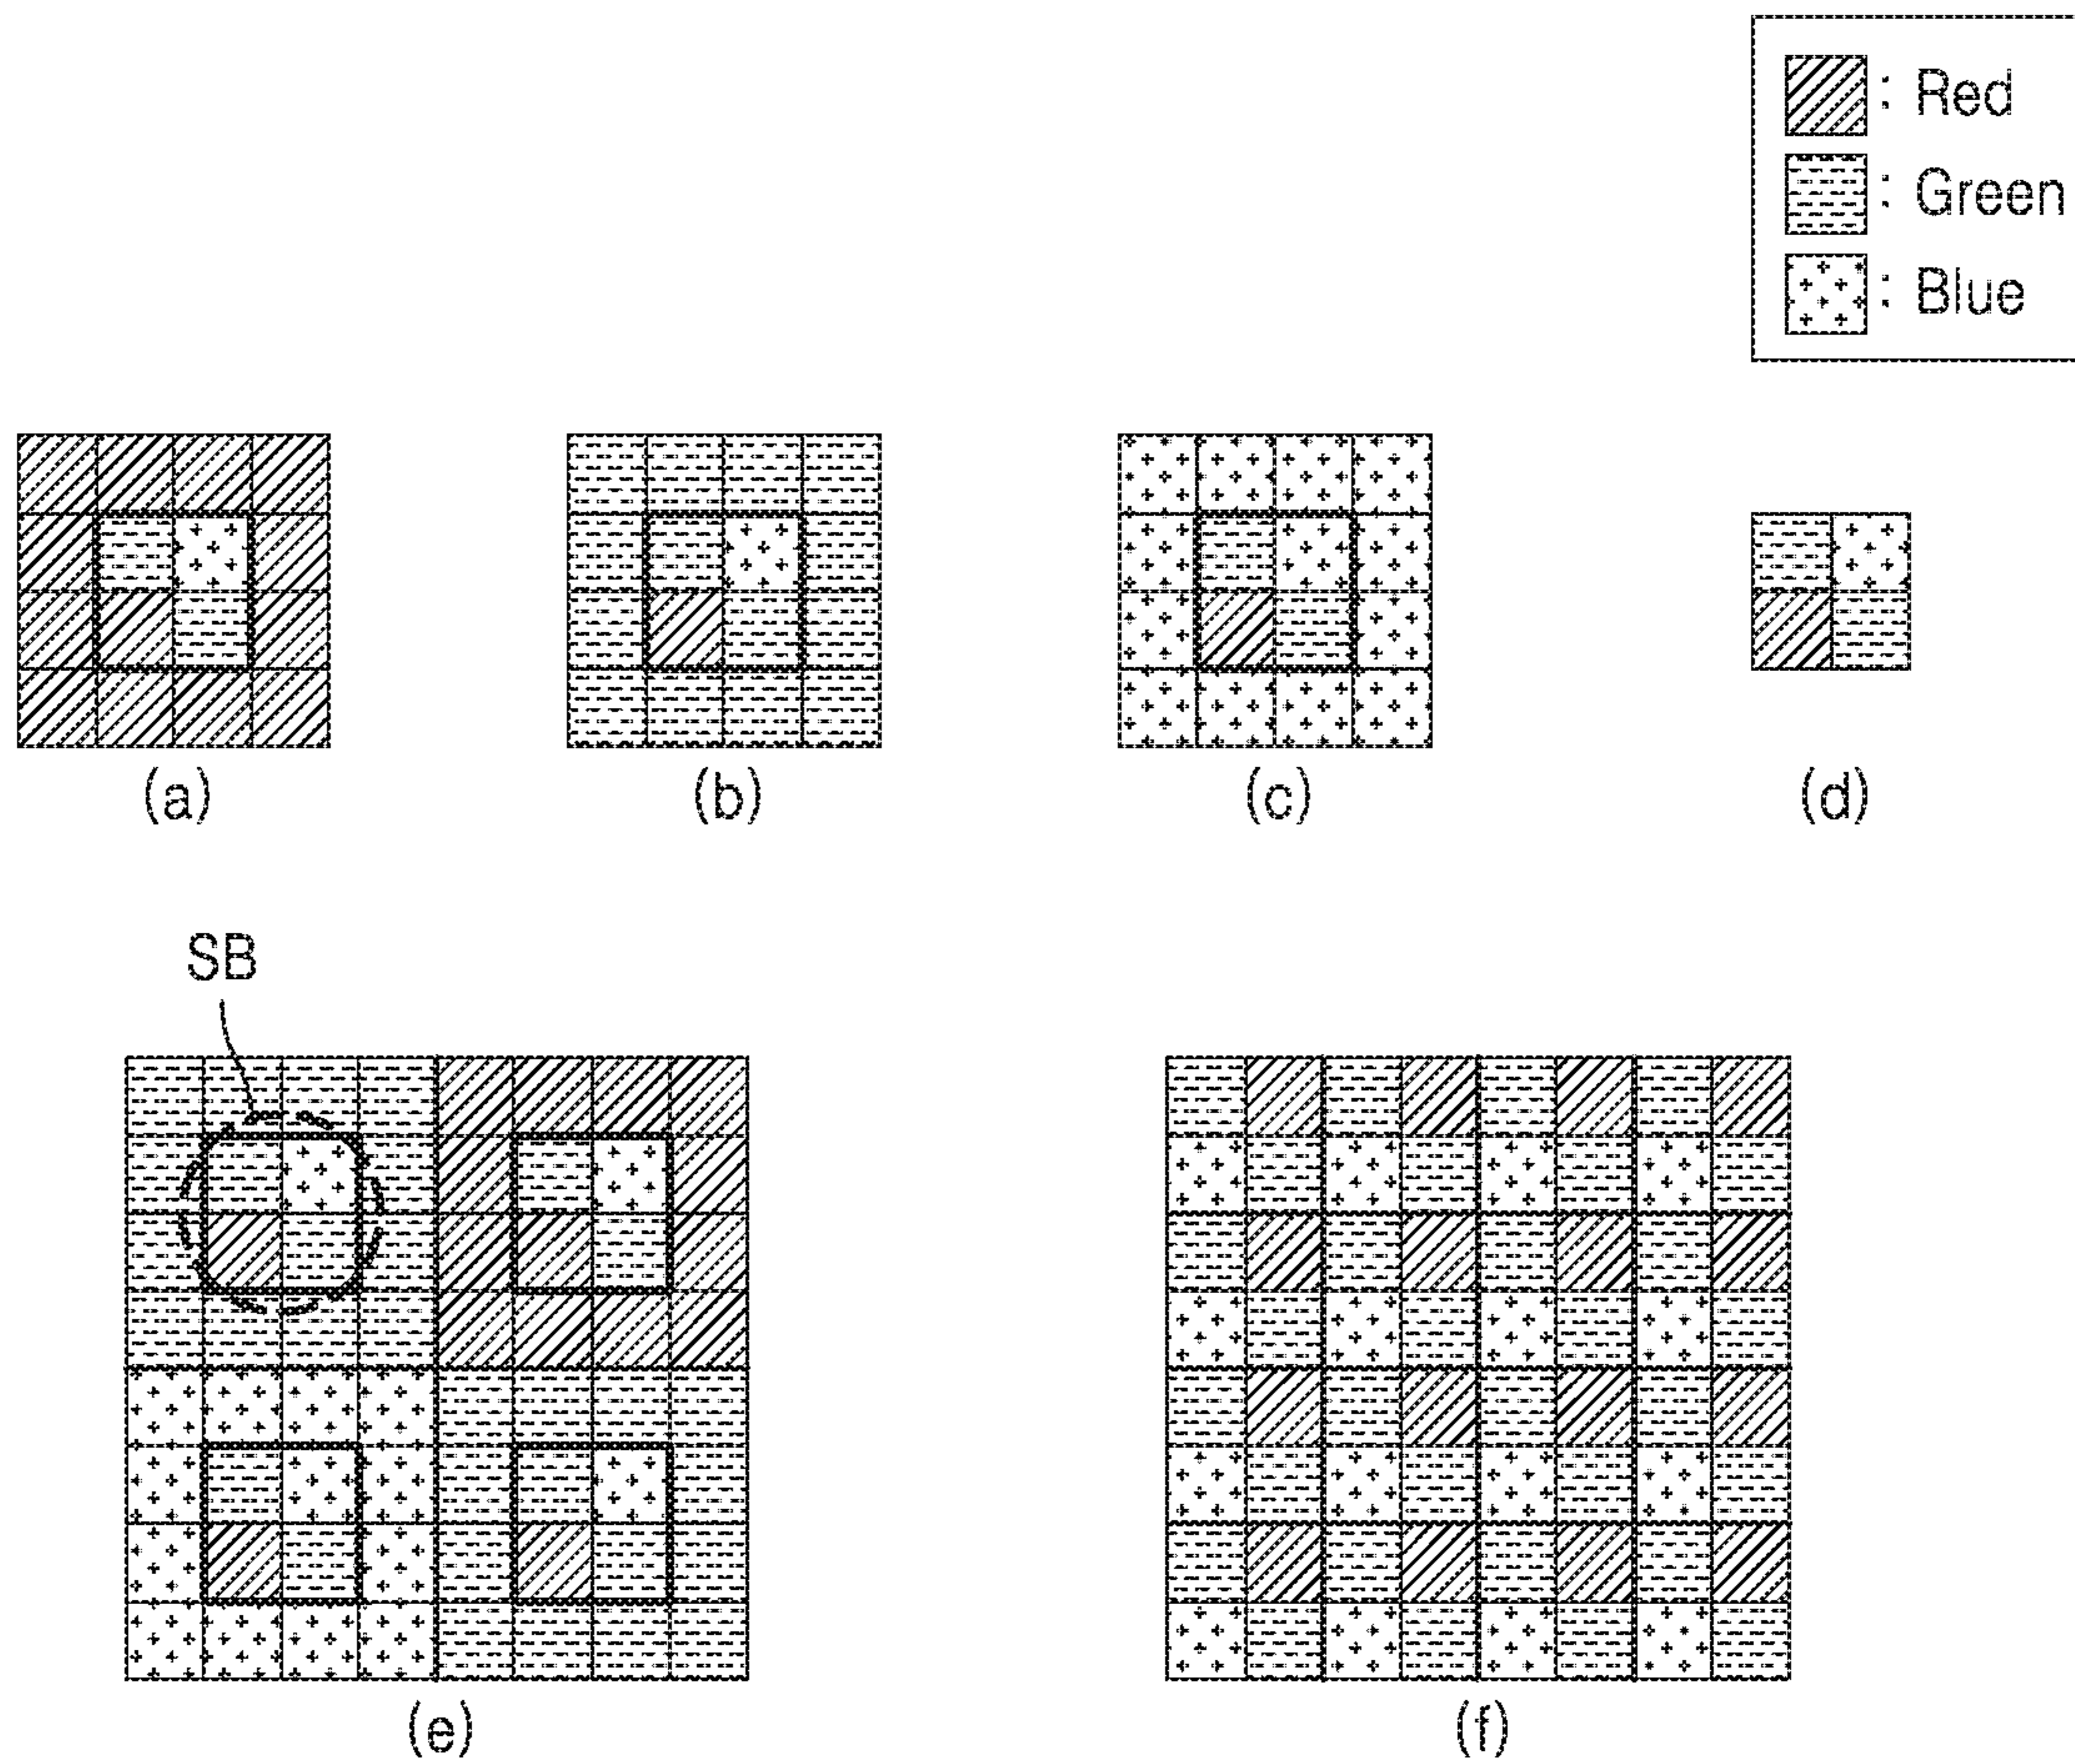 : Red
: Green
: Blue
(a)
(b)
(c)
(d)
SB
(e)
(f)